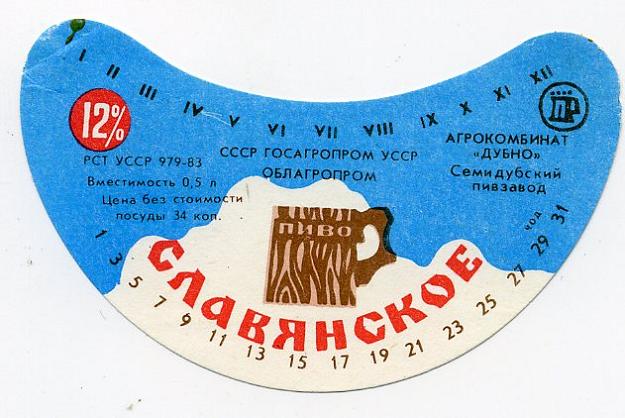 I II III IV V VI VII VIII IX X XI XII
12%
РСТ УССР 979-83
Вместимость 0,5 л
Цена без стоимости
посуды 34 коп.
СССР ГОСАГРОПРОМ УССР
ОБЛАГРОПРОМ
АГРОКОМБИНАТ
«ДУБНО»
Семидубский
пивзавод
ПИВО
СЛАВЯНСКОЕ
1 3 5 7 9 11 13 15 17 19 21 23 25 27 29 31